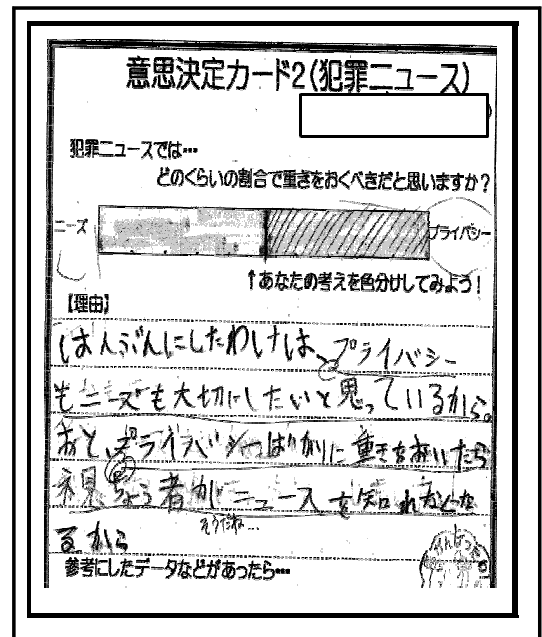 意思決定カード2(犯罪ニュース)
犯罪ニュースでは…
どのくらいの割合で重きをおくべきだと思いますか?
ニーズ
プライバシー
↑あなたの考えを色分けしてみよう!
【理由】
はんぶんにしたわけは、プライバシー
もニーズも大切にしたいと思っているから。
あと、プライバシーばかりに重きをおいたら
視ちょう者がニュースを知れなくな
そうだね…
るから
参考にしたデータなどがあったら…